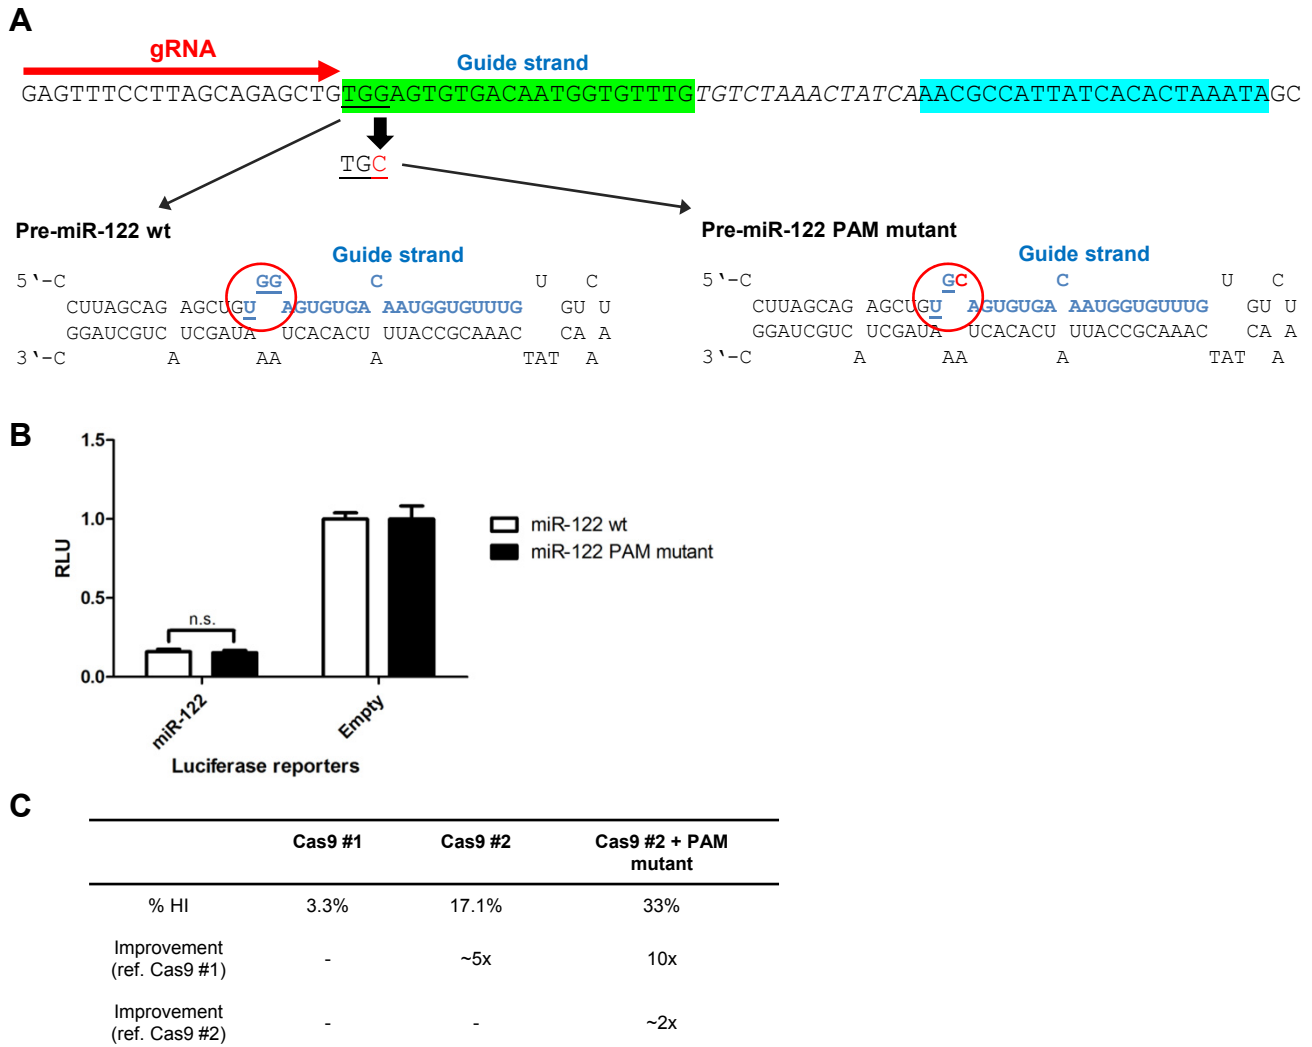 A
gRNA
Guide strand
GAGTTTCCTTAGCAGAGCTGTGGAGTGTGACAATGGTGTTTGTGTCTAAACTATCAAACGCCATTATCACACTAAATAGC
TGC
Pre-miR-122 wt
Guide strand
5‘-C GG C U C
CUUAGCAG AGCUGU AGUGUGA AAUGGUGUUUG GU U
GGAUCGUC UCGAUA UCACACU UUACCGCAAAC CA A
3‘-C A AA A TAT A
Pre-miR-122 PAM mutant
Guide strand
5‘-C GC C U C
CUUAGCAG AGCUGU AGUGUGA AAUGGUGUUUG GU U
GGAUCGUC UCGAUA UCACACU UUACCGCAAAC CA A
3‘-C A AA A TAT A
B
1.5
1.0
0.5
0.0
RLU
n.s.
miR-122 wt
miR-122 PAM mutant
miR-122
Empty
Luciferase reporters
C
Cas9 #1 Cas9 #2 Cas9 #2 + PAM
mutant
% HI 3.3% 17.1% 33%
Improvement
(ref. Cas9 #1) - ~5x 10x
Improvement
(ref. Cas9 #2) - - ~2x